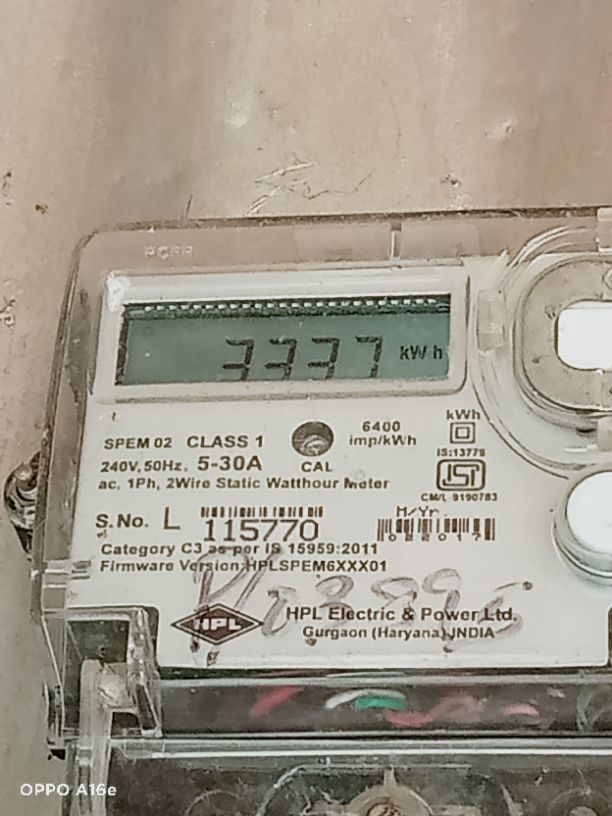 3337 kWh
SPEM 02 CLASS 1
240V, 50Hz, 5-30A
ac, 1Ph, 2Wire Static Watthour Meter
CAL
6400
imp/kWh
kWh
IS:13779
ISI
CM/L-9190783
S.No. L 115770
M/Yr.
022017
Category C3 as per IS 15959:2011
Firmware Version HPLSPEM6XXX01
HPL
HPL Electric & Power Ltd.
Gurgaon (Haryana) INDIA
OPPO A16e